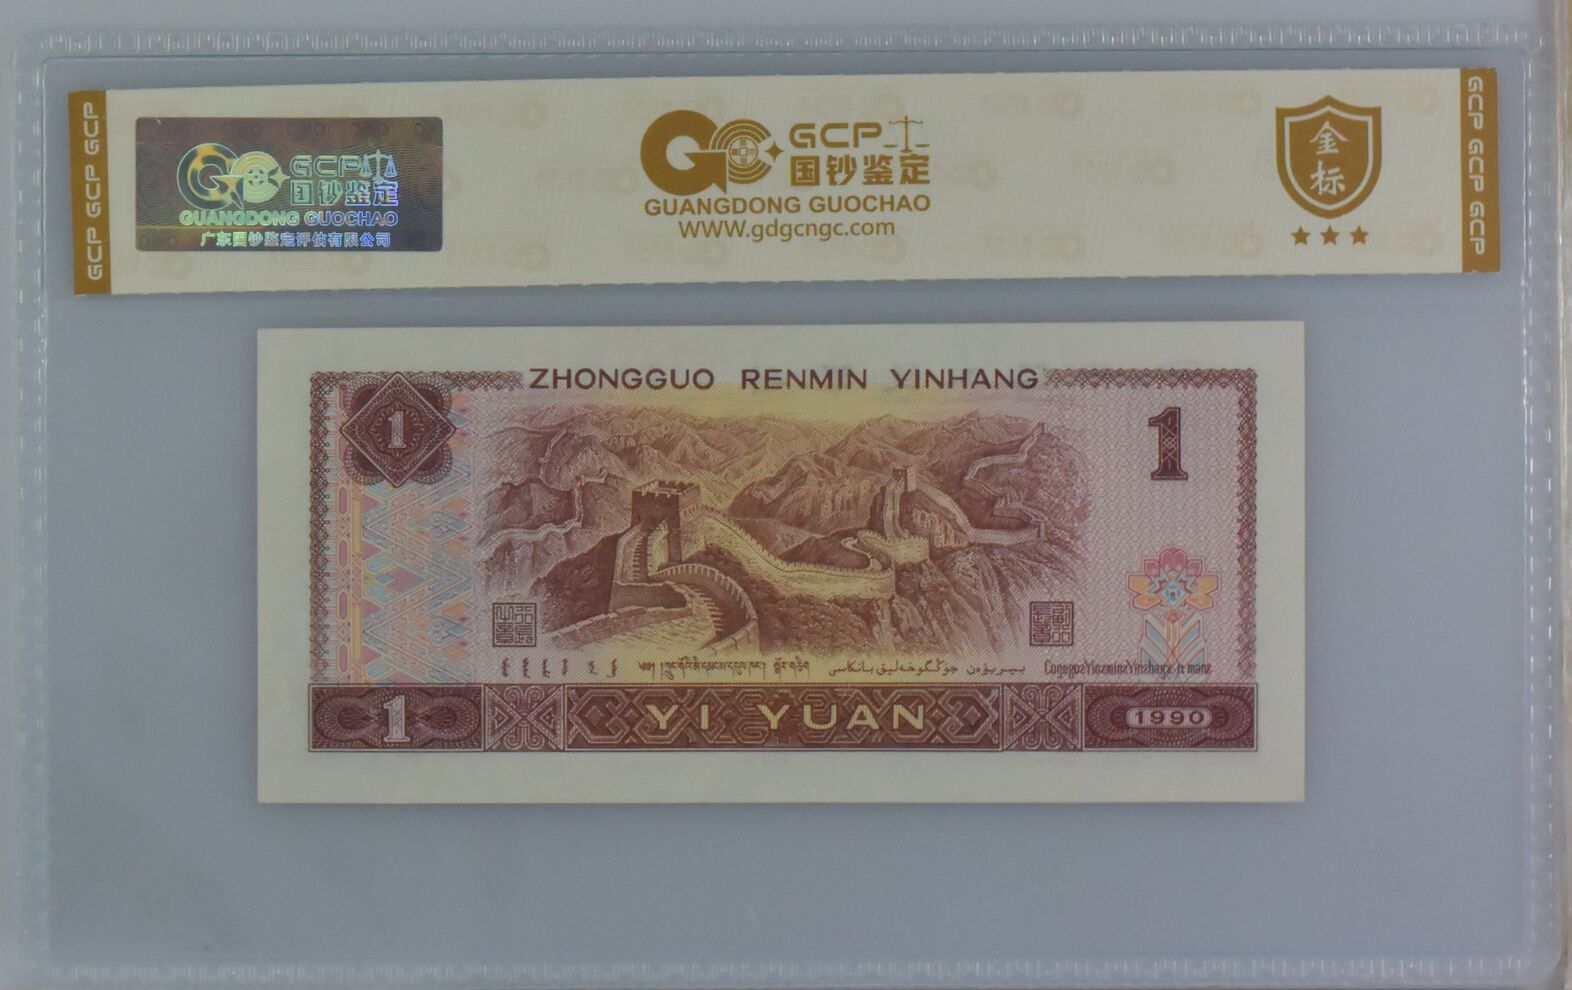 GCP GCP GCP
GCP
国钞鉴定
GUANGDONG GUOCHAO
广东国钞鉴定评估有限公司
GCP
国钞鉴定
GUANGDONG GUOCHAO
WWW.gdgcngc.com
金标
GCP GCP GCP
ZHONGGUO RENMIN YINHANG
1
1
1
YI YUAN
1990